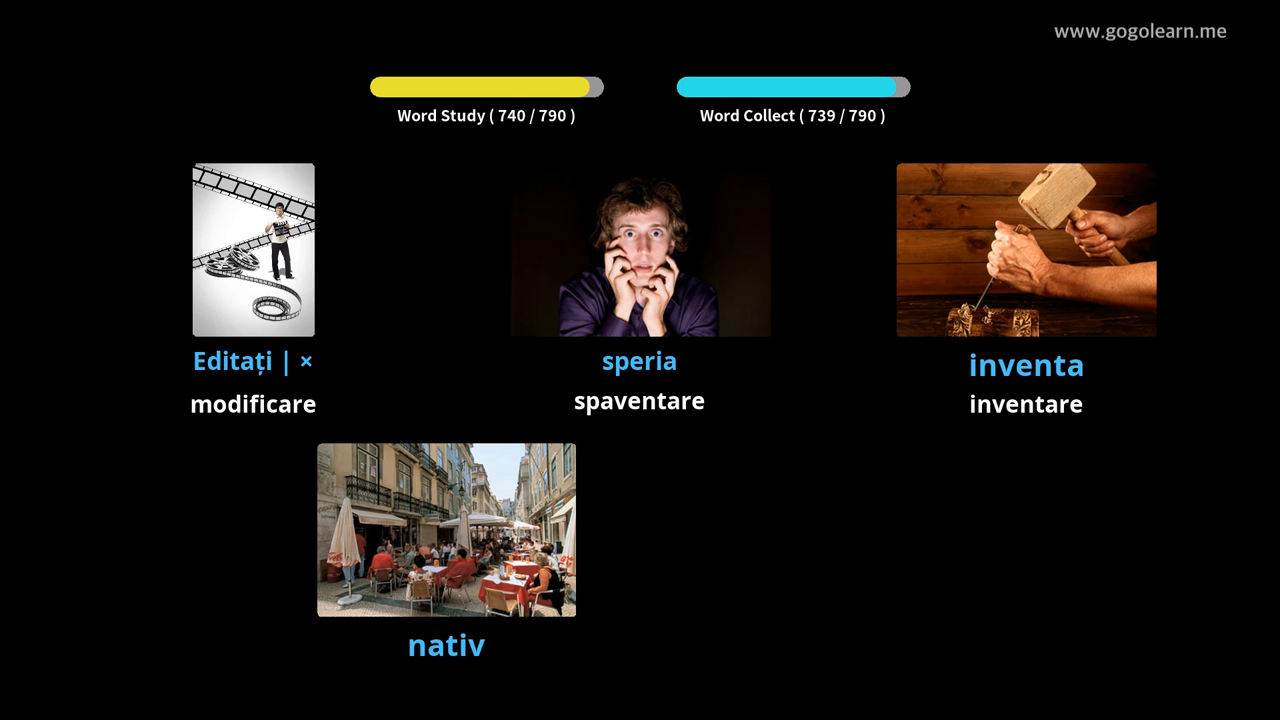 www.gogolearn.me
Word Study ( 740 / 790 )
Word Collect ( 739 / 790 )
Editați | ×
modificare
speria
spaventare
inventa
inventare
nativ